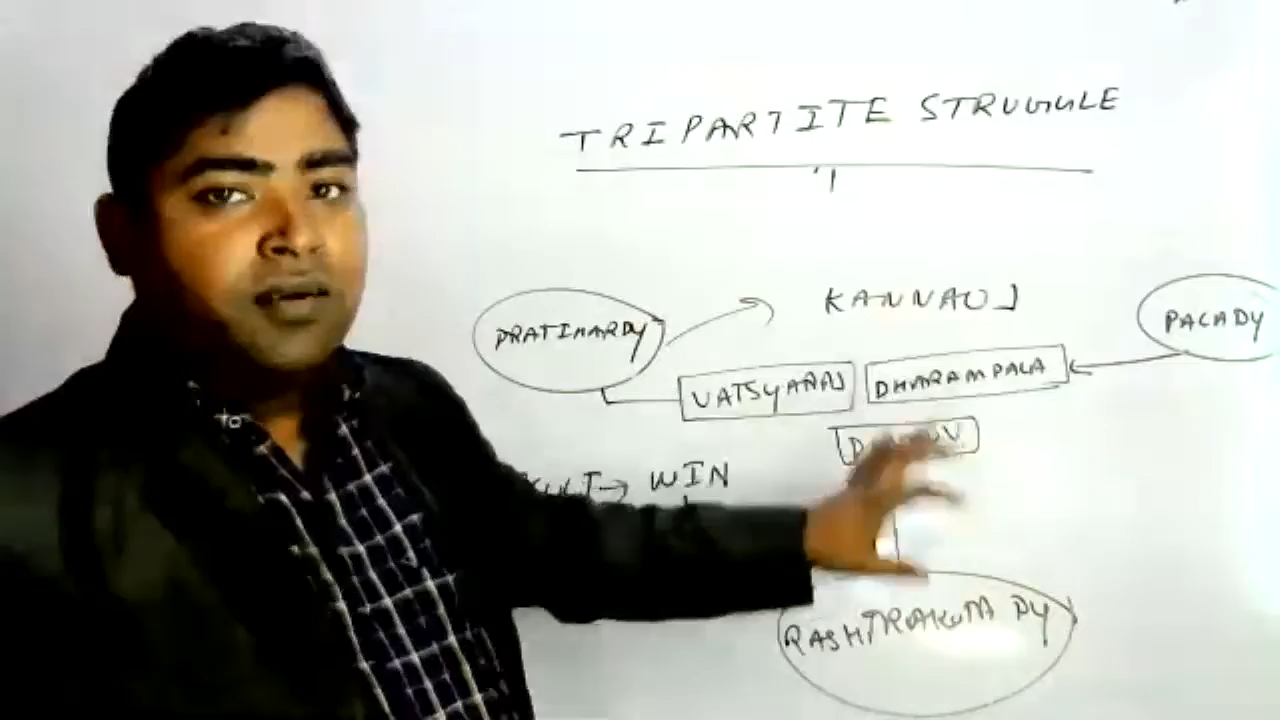 TRIPARTITE STRUGGLE
KANNAUJ
PRATIHARDY
PALADY
VATSYARAJ
DHARAMPALA
WIN
RASHTRAKUTA DY